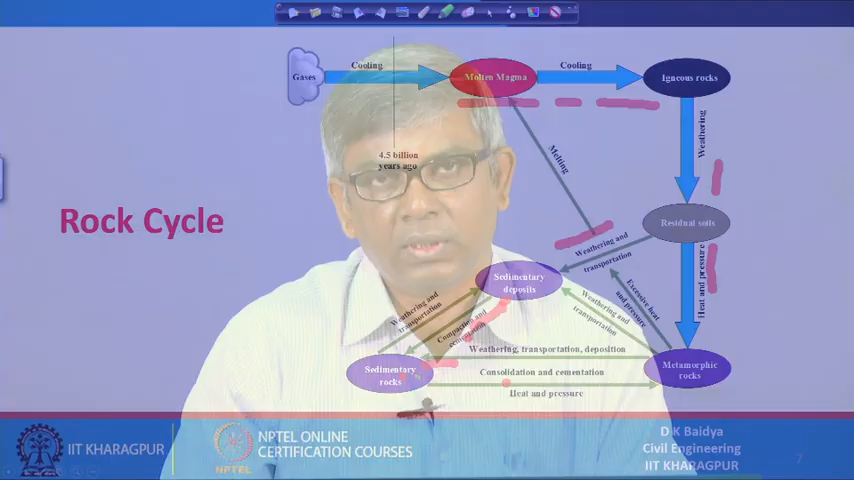 Gases
Cooling
Molten Magma
Cooling
Igneous rocks
4.5 billion
years ago
Melting
Weathering
Rock Cycle
Residual soils
Weathering and
transportation
Heat and pressure
Sedimentary
deposits
Excessive heat
and pressure
Weathering and
transportation
Weathering and
transportation
Compaction and
cementation
Weathering, transportation, deposition
Sedimentary
rocks
Consolidation and cementation
Metamorphic
rocks
Heat and pressure
IIT KHARAGPUR
NPTEL
NPTEL ONLINE
CERTIFICATION COURSES
D K Baidya
Civil Engineering
IIT KHARAGPUR
7